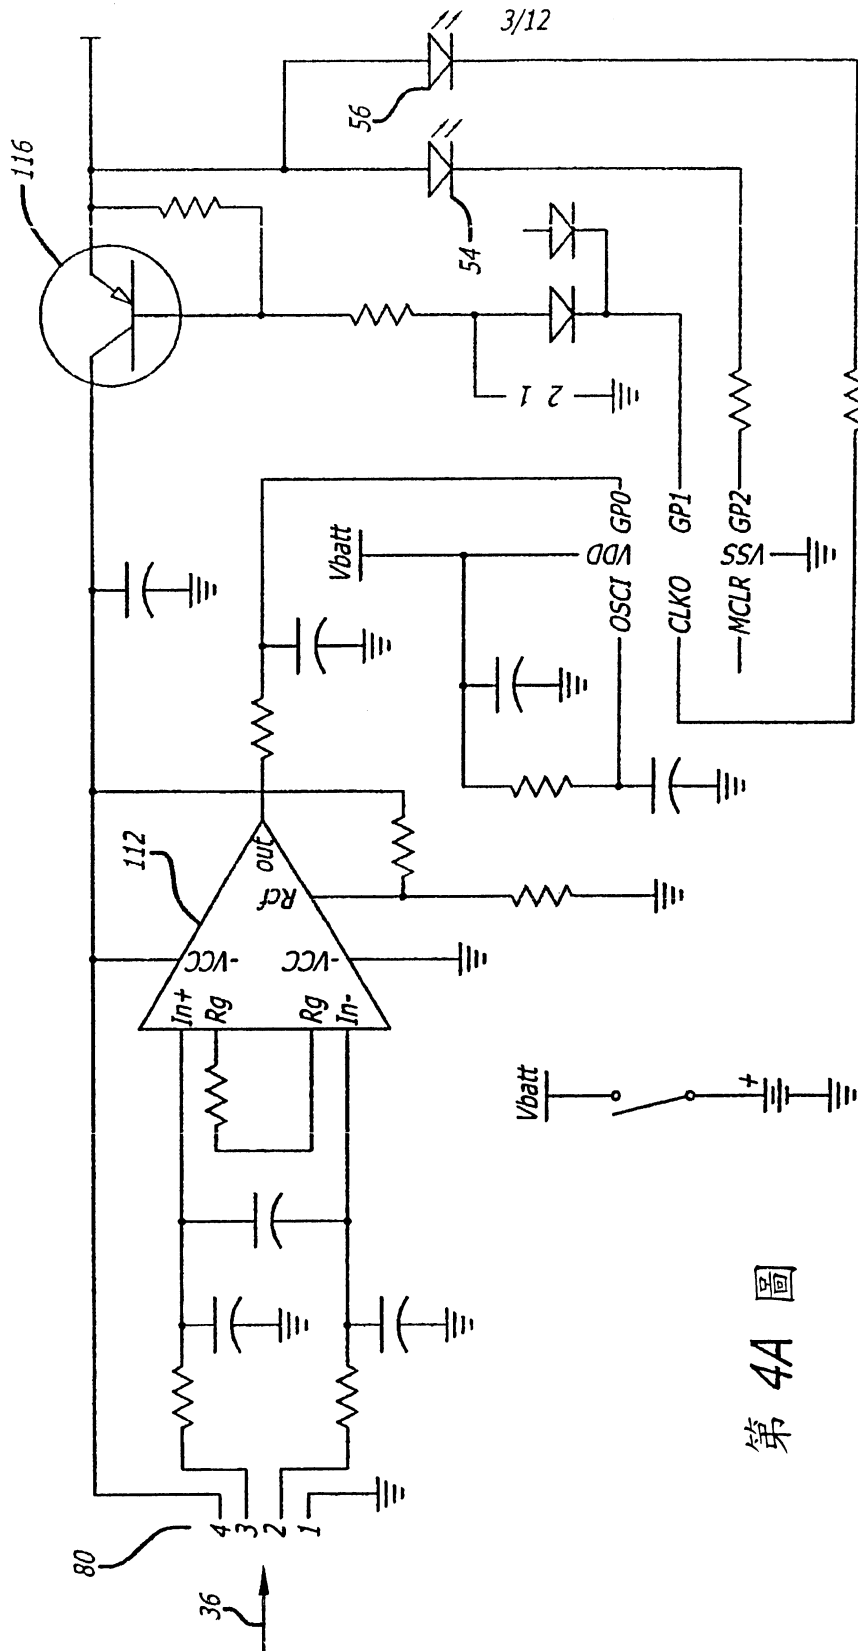 3/12
116
56
54
2 1
Vbatt
GP0
VDD
OSCI
GP1
CLKO
GP2
VSS
MCLR
112
out
Rcf
-VCC
-VCC
In+
Rg
Rg
In-
Vbatt
+
80
4
3
2
1
36
第 4A 圖